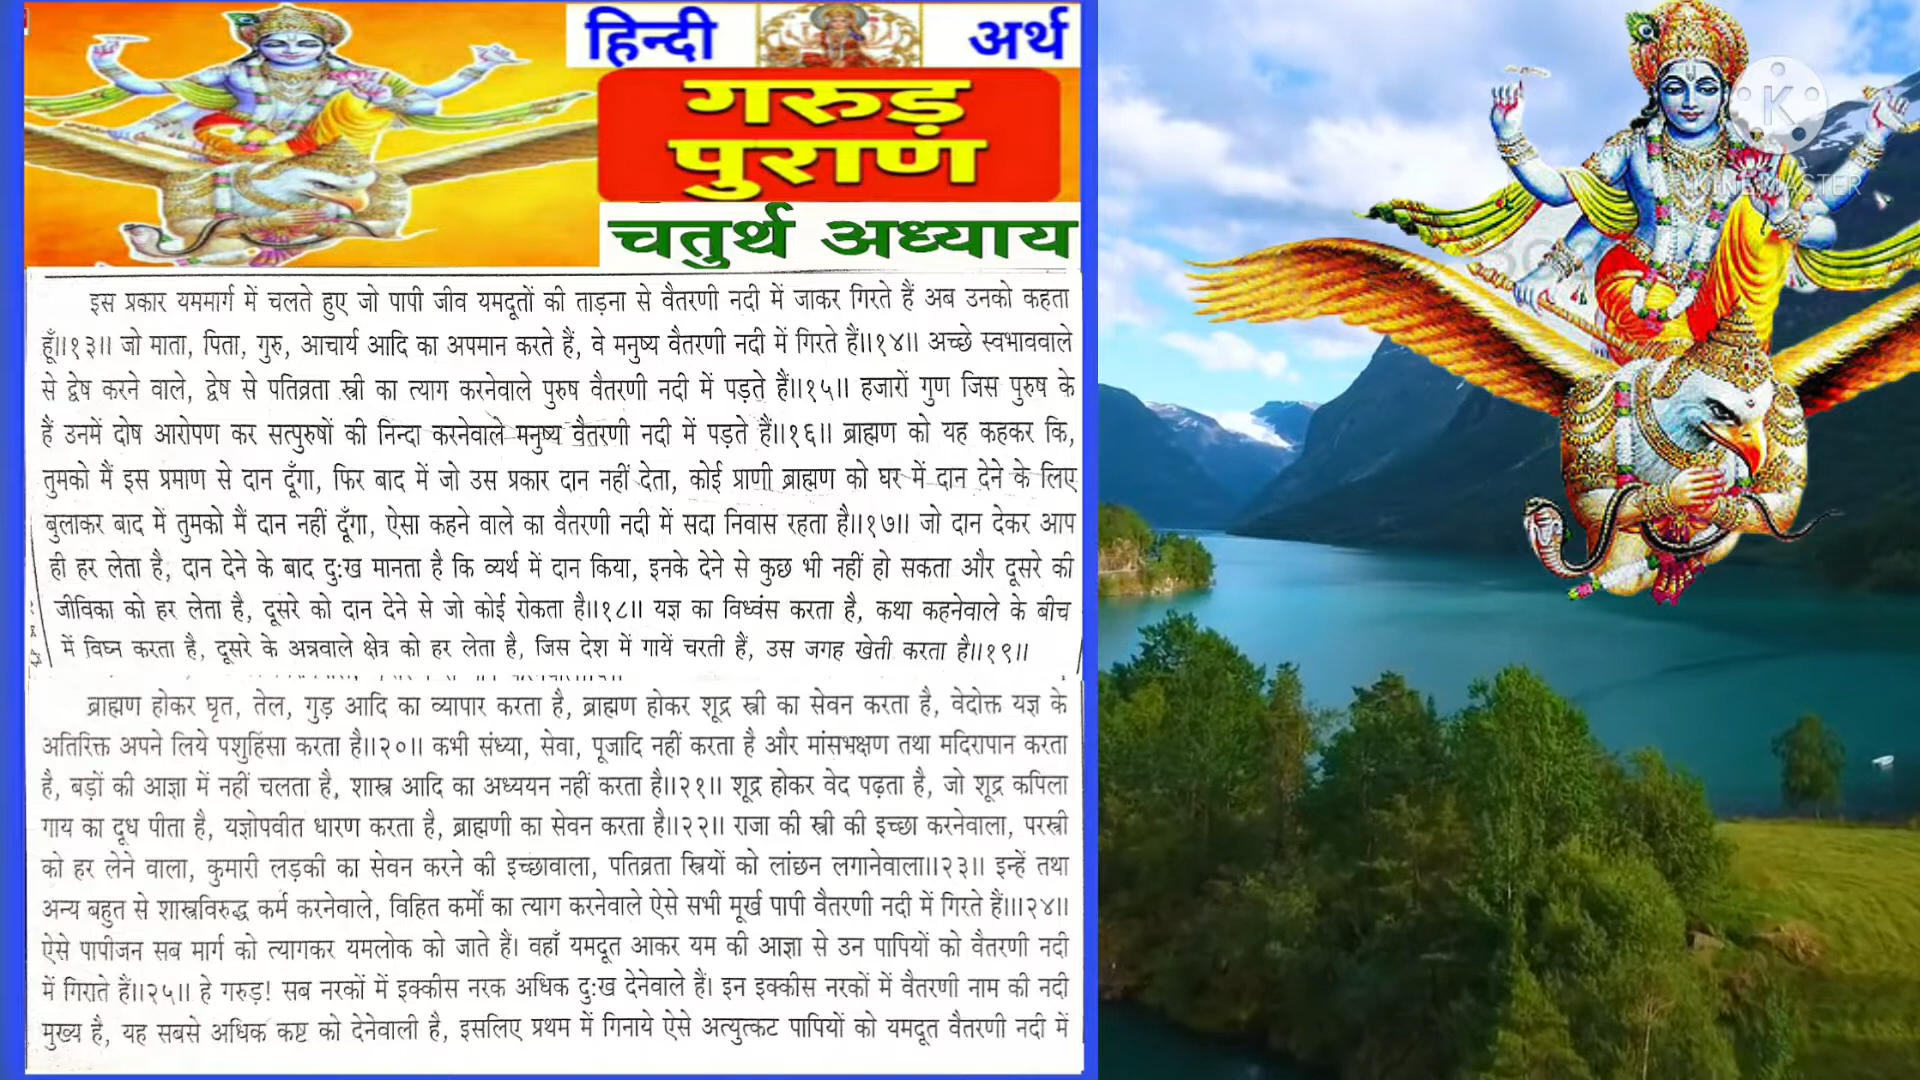 हिन्दी अर्थ
गरुड़
पुराण
चतुर्थ अध्याय
इस प्रकार यममार्ग में चलते हुए जो पापी जीव यमदूतों की ताड़ना से वैतरणी नदी में जाकर गिरते हैं अब उनको कहता
हूँ॥१३॥ जो माता, पिता, गुरु, आचार्य आदि का अपमान करते हैं, वे मनुष्य वैतरणी नदी में गिरते हैं॥१४॥ अच्छे स्वभाववाले
से द्वेष करने वाले, द्वेष से पतिव्रता स्त्री का त्याग करनेवाले पुरुष वैतरणी नदी में पड़ते हैं॥१५॥ हजारों गुण जिस पुरुष के
हैं उनमें दोष आरोपण कर सत्पुरुषों की निन्दा करनेवाले मनुष्य वैतरणी नदी में पड़ते हैं॥१६॥ ब्राह्मण को यह कहकर कि,
तुमको मैं इस प्रमाण से दान दूँगा, फिर बाद में जो उस प्रकार दान नहीं देता, कोई प्राणी ब्राह्मण को घर में दान देने के लिए
बुलाकर बाद में तुमको मैं दान नहीं दूँगा, ऐसा कहने वाले का वैतरणी नदी में सदा निवास रहता है॥१७॥ जो दान देकर आप
ही हर लेता है, दान देने के बाद दु:ख मानता है कि व्यर्थ में दान किया, इनके देने से कुछ भी नहीं हो सकता और दूसरे की
जीविका को हर लेता है, दूसरे को दान देने से जो कोई रोकता है॥१८॥ यज्ञ का विध्वंस करता है, कथा कहनेवाले के बीच
में विघ्न करता है, दूसरे के अन्नवाले क्षेत्र को हर लेता है, जिस देश में गायें चरती हैं, उस जगह खेती करता है॥१९॥
ब्राह्मण होकर घृत, तेल, गुड़ आदि का व्यापार करता है, ब्राह्मण होकर शूद्र स्त्री का सेवन करता है, वेदोक्त यज्ञ के
अतिरिक्त अपने लिये पशुहिंसा करता है॥२०॥ कभी संध्या, सेवा, पूजादि नहीं करता है और मांसभक्षण तथा मदिरापान करता
है, बड़ों की आज्ञा में नहीं चलता है, शास्त्र आदि का अध्ययन नहीं करता है॥२१॥ शूद्र होकर वेद पढ़ता है, जो शूद्र कपिला
गाय का दूध पीता है, यज्ञोपवीत धारण करता है, ब्राह्मणी का सेवन करता है॥२२॥ राजा की स्त्री की इच्छा करनेवाला, परस्त्री
को हर लेने वाला, कुमारी लड़की का सेवन करने की इच्छावाला, पतिव्रता स्त्रियों को लांछन लगानेवाला॥२३॥ इन्हें तथा
अन्य बहुत से शास्त्रविरुद्ध कर्म करनेवाले, विहित कर्मों का त्याग करनेवाले ऐसे सभी मूर्ख पापी वैतरणी नदी में गिरते हैं॥।२४॥
ऐसे पापीजन सब मार्ग को त्यागकर यमलोक को जाते हैं। वहाँ यमदूत आकर यम की आज्ञा से उन पापियों को वैतरणी नदी
में गिराते हैं॥२५॥ हे गरुड़! सब नरकों में इक्कीस नरक अधिक दु:ख देनेवाले हैं। इन इक्कीस नरकों में वैतरणी नाम की नदी
मुख्य है, यह सबसे अधिक कष्ट को देनेवाली है, इसलिए प्रथम में गिनाये ऐसे अत्युत्कट पापियों को यमदूत वैतरणी नदी में
K
KINEMASTER